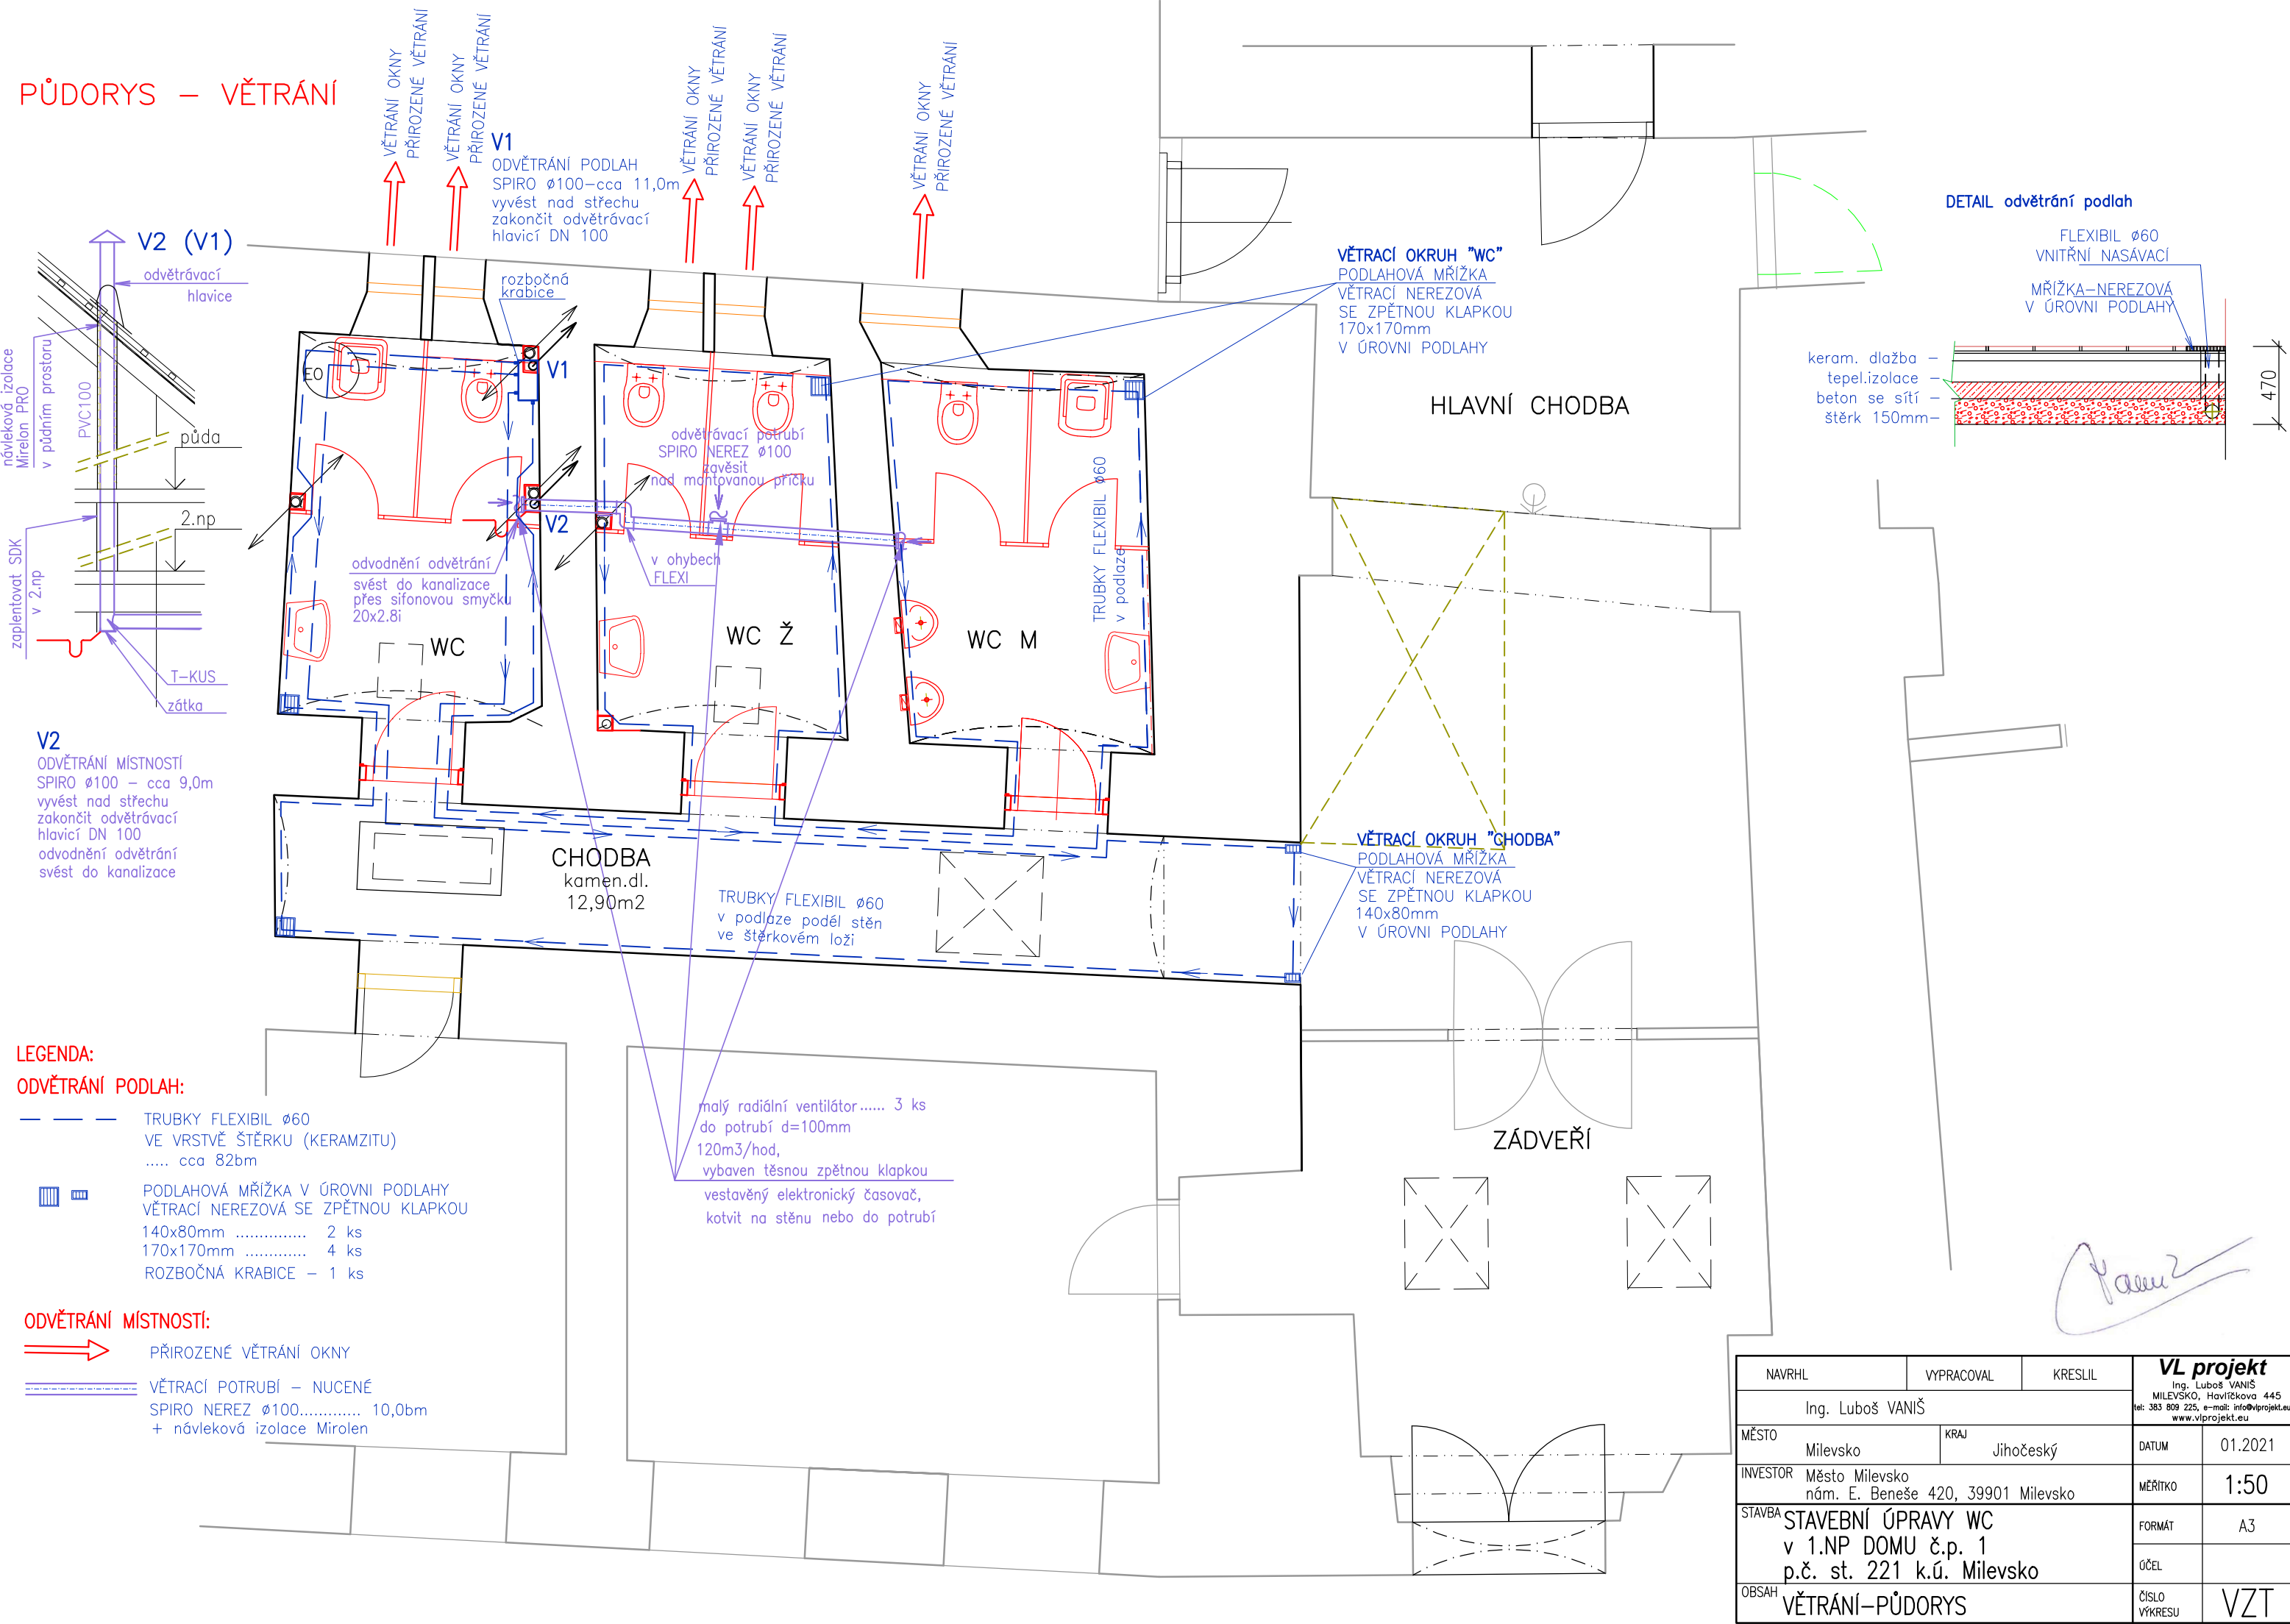 PŮDORYS – VĚTRÁNÍ
VĚTRÁNÍ OKNY
PŘIROZENÉ VĚTRÁNÍ
VĚTRÁNÍ OKNY
PŘIROZENÉ VĚTRÁNÍ
VĚTRÁNÍ OKNY
PŘIROZENÉ VĚTRÁNÍ
VĚTRÁNÍ OKNY
PŘIROZENÉ VĚTRÁNÍ
VĚTRÁNÍ OKNY
PŘIROZENÉ VĚTRÁNÍ
V1
ODVĚTRÁNÍ PODLAH
SPIRO ø100–cca 11,0m
vyvést nad střechu
zakončit odvětrávací
hlavicí DN 100
rozbočná
krabice
V2 (V1)
odvětrávací
hlavice
návleková izolace
Mirelon PRO
v půdním prostoru
PVC100
půda
2.np
zaplentovat SDK
v 2.np
T–KUS
zátka
V2
ODVĚTRÁNÍ MÍSTNOSTÍ
SPIRO ø100 – cca 9,0m
vyvést nad střechu
zakončit odvětrávací
hlavicí DN 100
odvodnění odvětrání
svést do kanalizace
EO
V1
V2
odvětrávací potrubí
SPIRO NEREZ ø100
zavěsit
nad montovanou příčku
odvodnění odvětrání
svést do kanalizace
přes sifonovou smyčku
20x2.8i
v ohybech
FLEXI
WC
WC Ž
WC M
TRUBKY FLEXIBIL ø60
v podlaze
VĚTRACÍ OKRUH "WC"
PODLAHOVÁ MŘÍŽKA
VĚTRACÍ NEREZOVÁ
SE ZPĚTNOU KLAPKOU
170x170mm
V ÚROVNI PODLAHY
HLAVNÍ CHODBA
DETAIL odvětrání podlah
FLEXIBIL ø60
VNITŘNÍ NASÁVACÍ
MŘÍŽKA–NEREZOVÁ
V ÚROVNI PODLAHY
keram. dlažba –
tepel.izolace –
beton se sítí –
štěrk 150mm–
470
CHODBA
kamen.dl.
12,90m2
TRUBKY FLEXIBIL ø60
v podlaze podél stěn
ve štěrkovém loži
VĚTRACÍ OKRUH "CHODBA"
PODLAHOVÁ MŘÍŽKA
VĚTRACÍ NEREZOVÁ
SE ZPĚTNOU KLAPKOU
140x80mm
V ÚROVNI PODLAHY
ZÁDVEŘÍ
malý radiální ventilátor...... 3 ks
do potrubí d=100mm
120m3/hod,
vybaven těsnou zpětnou klapkou
vestavěný elektronický časovač,
kotvit na stěnu nebo do potrubí
LEGENDA:
ODVĚTRÁNÍ PODLAH:
TRUBKY FLEXIBIL ø60
VE VRSTVĚ ŠTĚRKU (KERAMZITU)
..... cca 82bm
PODLAHOVÁ MŘÍŽKA V ÚROVNI PODLAHY
VĚTRACÍ NEREZOVÁ SE ZPĚTNOU KLAPKOU
140x80mm ............... 2 ks
170x170mm ............. 4 ks
ROZBOČNÁ KRABICE – 1 ks
ODVĚTRÁNÍ MÍSTNOSTÍ:
PŘIROZENÉ VĚTRÁNÍ OKNY
VĚTRACÍ POTRUBÍ – NUCENÉ
SPIRO NEREZ ø100............. 10,0bm
+ návleková izolace Mirolen
NAVRHL VYPRACOVAL KRESLIL
Ing. Luboš VANIŠ
VL projekt
Ing. Luboš VANIŠ
MILEVSKO, Havlíčkova 445
tel: 383 809 225, e–mail: info@vlprojekt.eu
www.vlprojekt.eu
MĚSTO Milevsko KRAJ Jihočeský
DATUM 01.2021
INVESTOR Město Milevsko
nám. E. Beneše 420, 39901 Milevsko
MĚŘÍTKO 1:50
STAVBA STAVEBNÍ ÚPRAVY WC
v 1.NP DOMU č.p. 1
p.č. st. 221 k.ú. Milevsko
FORMÁT A3
ÚČEL
OBSAH VĚTRÁNÍ–PŮDORYS
ČÍSLO
VÝKRESU VZT